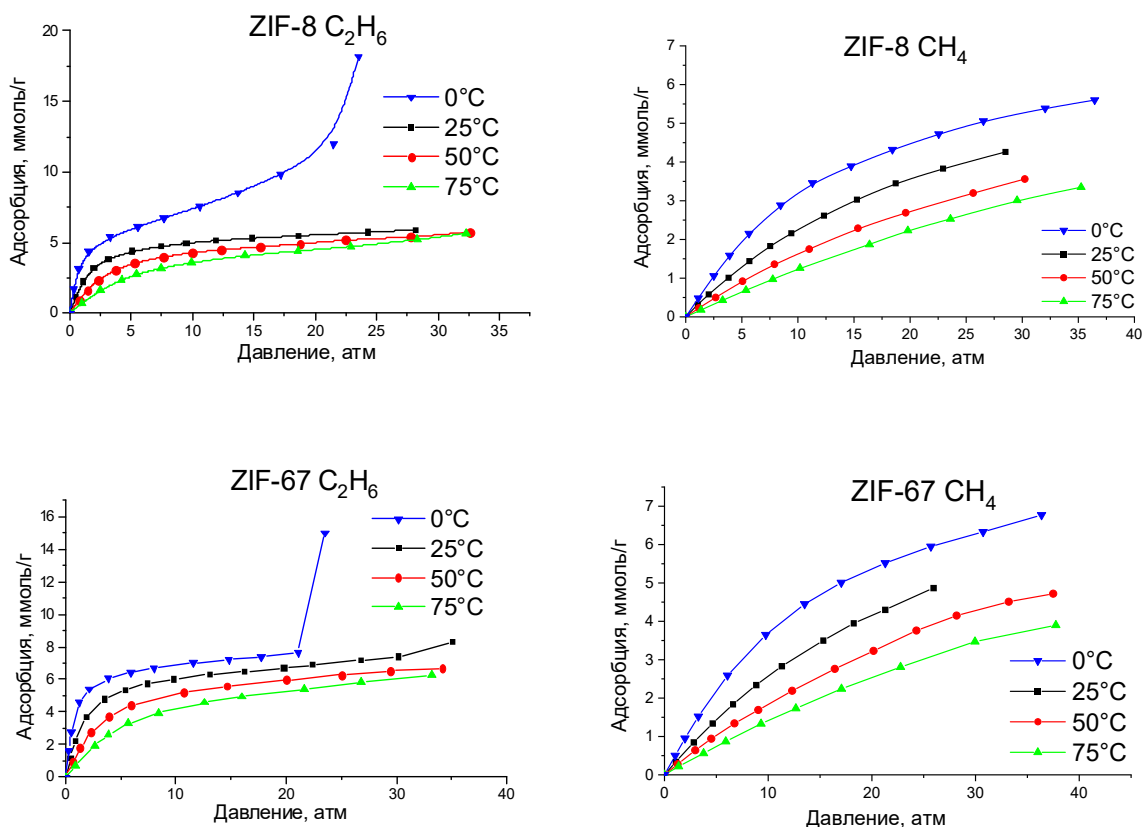 ZIF-8 C₂H₆
0°C
25°C
50°C
75°C
Адсорбция, ммоль/г
20
15
10
5
0
0 5 10 15 20 25 30 35
Давление, атм
ZIF-8 CH₄
Адсорбция, ммоль/г
7
6
5
4
3
2
1
0
0°C
25°C
50°C
75°C
0 5 10 15 20 25 30 35 40
Давление, атм
ZIF-67 C₂H₆
0°C
25°C
50°C
75°C
Адсорбция, ммоль/г
16
14
12
10
8
6
4
2
0
0 10 20 30 40
Давление, атм
ZIF-67 CH₄
Адсорбция, ммоль/г
7
6
5
4
3
2
1
0
0°C
25°C
50°C
75°C
0 10 20 30 40
Давление, атм